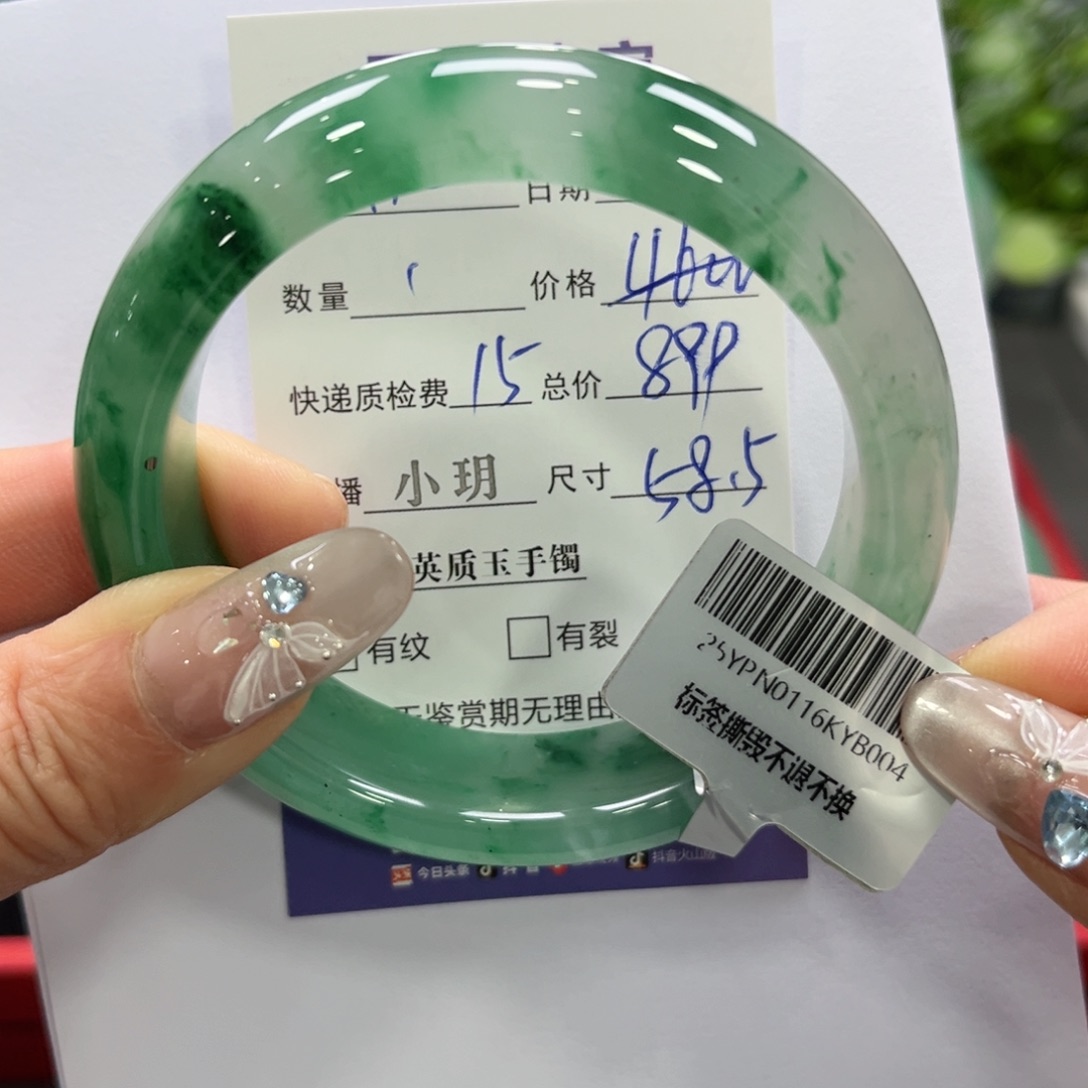 日期
数量 1 价格 4600
快递质检费 15 总价 899
播 小玥 尺寸 58.5
英质玉手镯
有纹 有裂
鉴赏期无理由
25YPN0116KYB004
标签撕毁不退不换
今日头条 抖音 抖音火山版